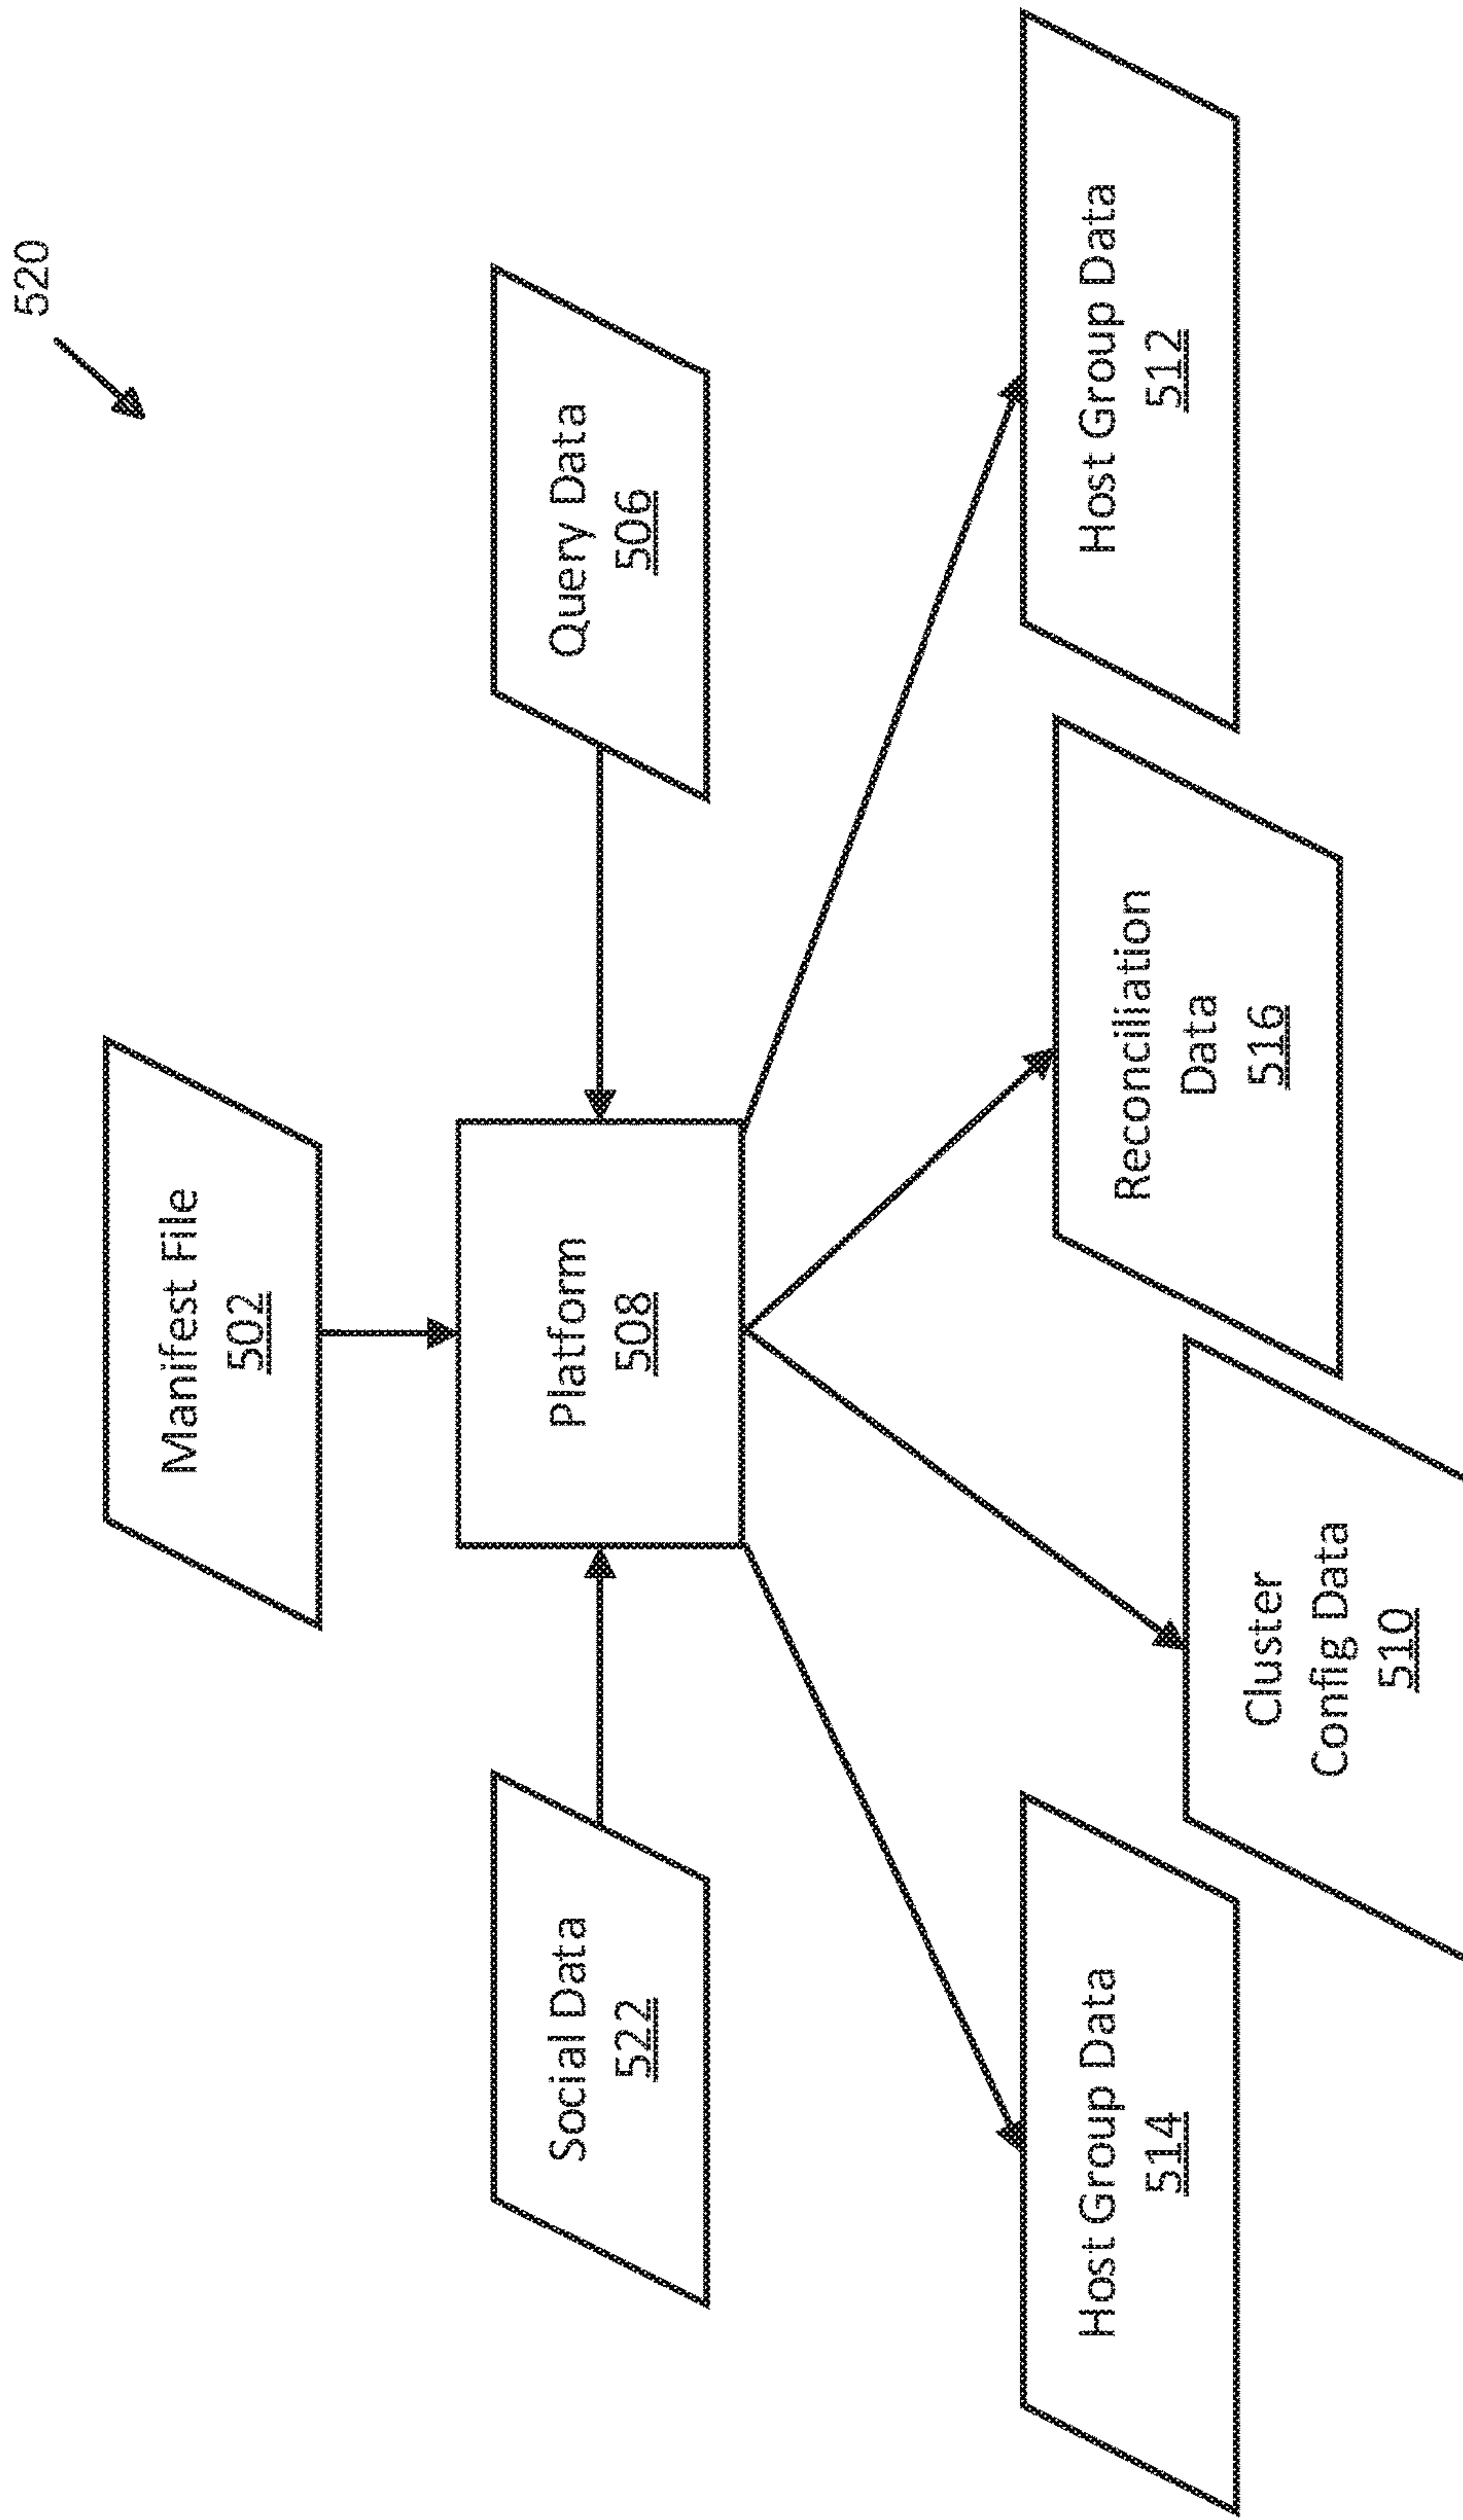 520
Manifest File
502
Social Data
522
Platform
508
Query Data
506
Host Group Data
514
Cluster
Config Data
510
Reconciliation
Data
516
Host Group Data
512